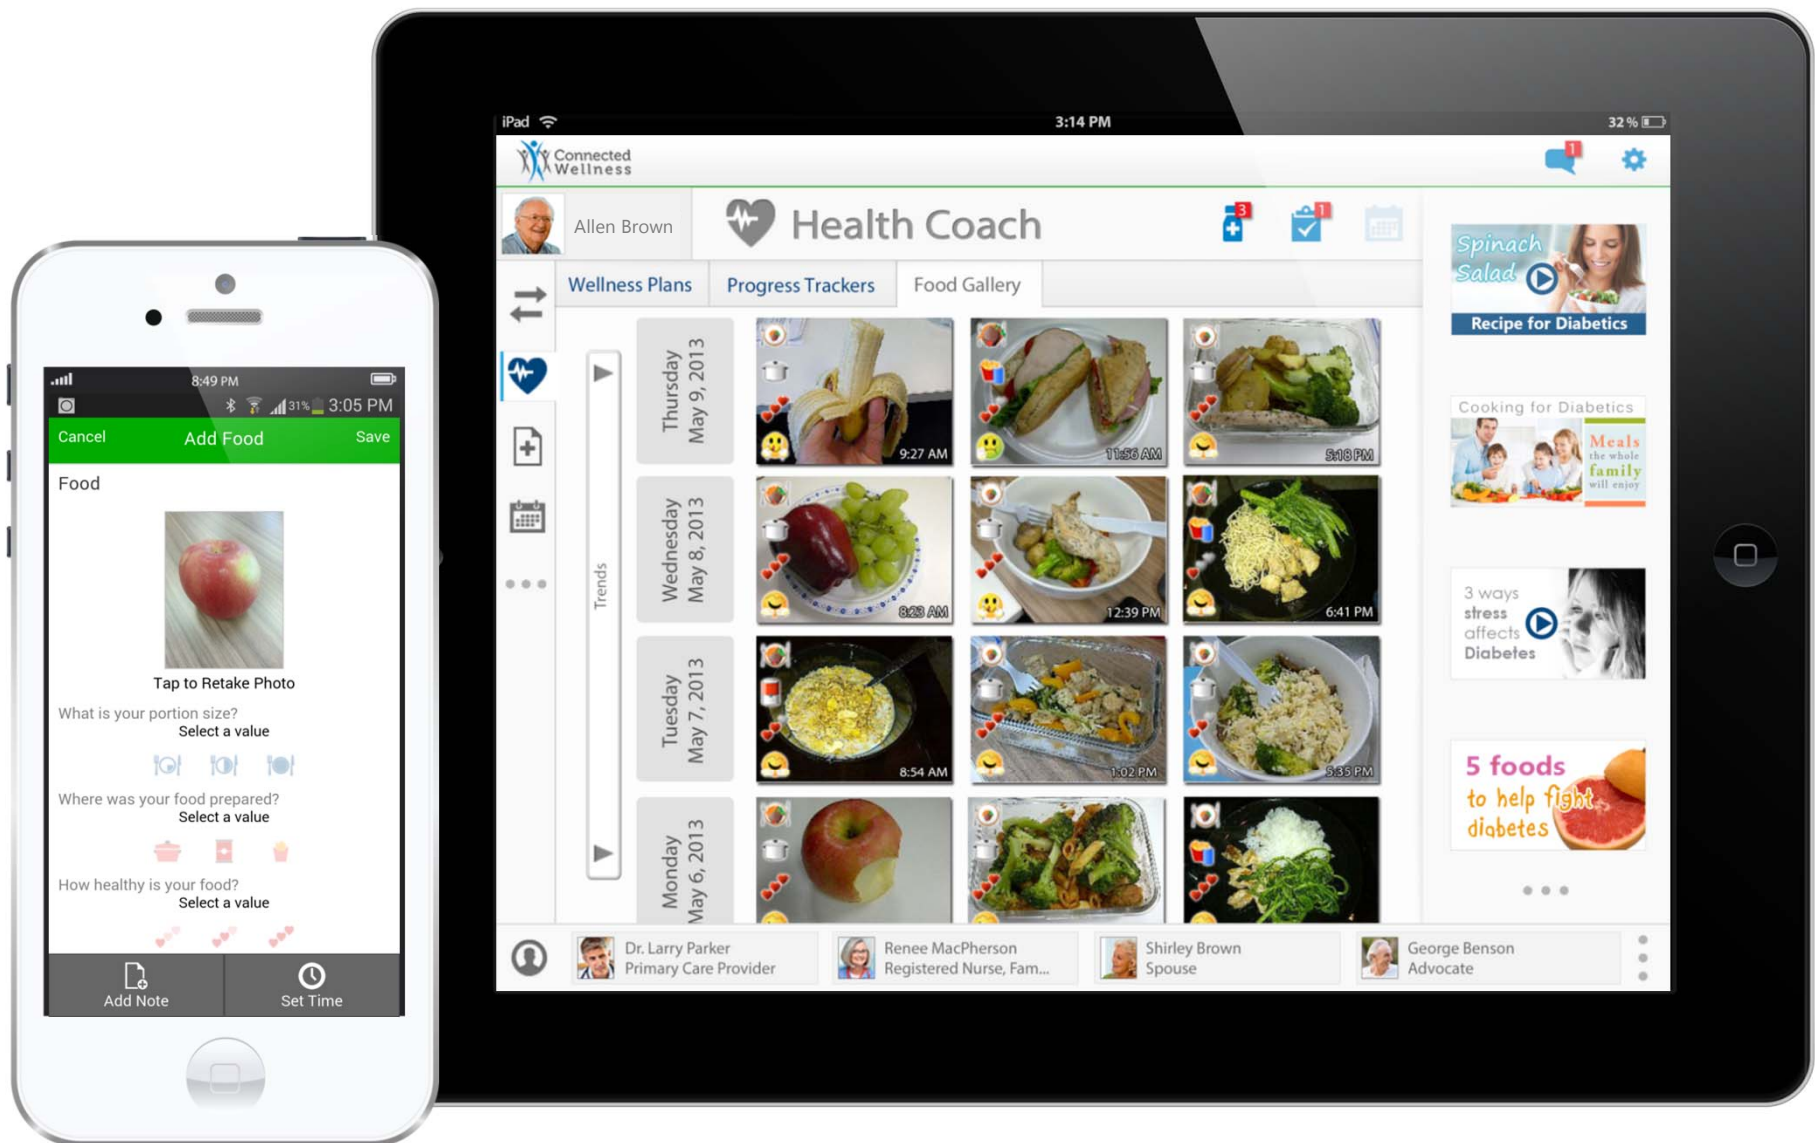 8:49 PM
31% 3:05 PM
Cancel Add Food Save
Food
Tap to Retake Photo
What is your portion size?
Select a value
Where was your food prepared?
Select a value
How healthy is your food?
Select a value
Add Note
Set Time
iPad 3:14 PM 32 %
Connected
Wellness
1
Allen Brown
Health Coach
3
1
Wellness Plans
Progress Trackers
Food Gallery
Trends
Thursday
May 9, 2013
9:27 AM
11:56 AM
5:18 PM
Wednesday
May 8, 2013
8:23 AM
12:39 PM
6:41 PM
Tuesday
May 7, 2013
8:54 AM
1:02 PM
5:35 PM
Monday
May 6, 2013
Spinach
Salad
Recipe for Diabetics
Cooking for Diabetics
Meals
the whole
family
will enjoy
3 ways
stress
affects
Diabetes
5 foods
to help fight
diabetes
Dr. Larry Parker
Primary Care Provider
Renee MacPherson
Registered Nurse, Fam...
Shirley Brown
Spouse
George Benson
Advocate